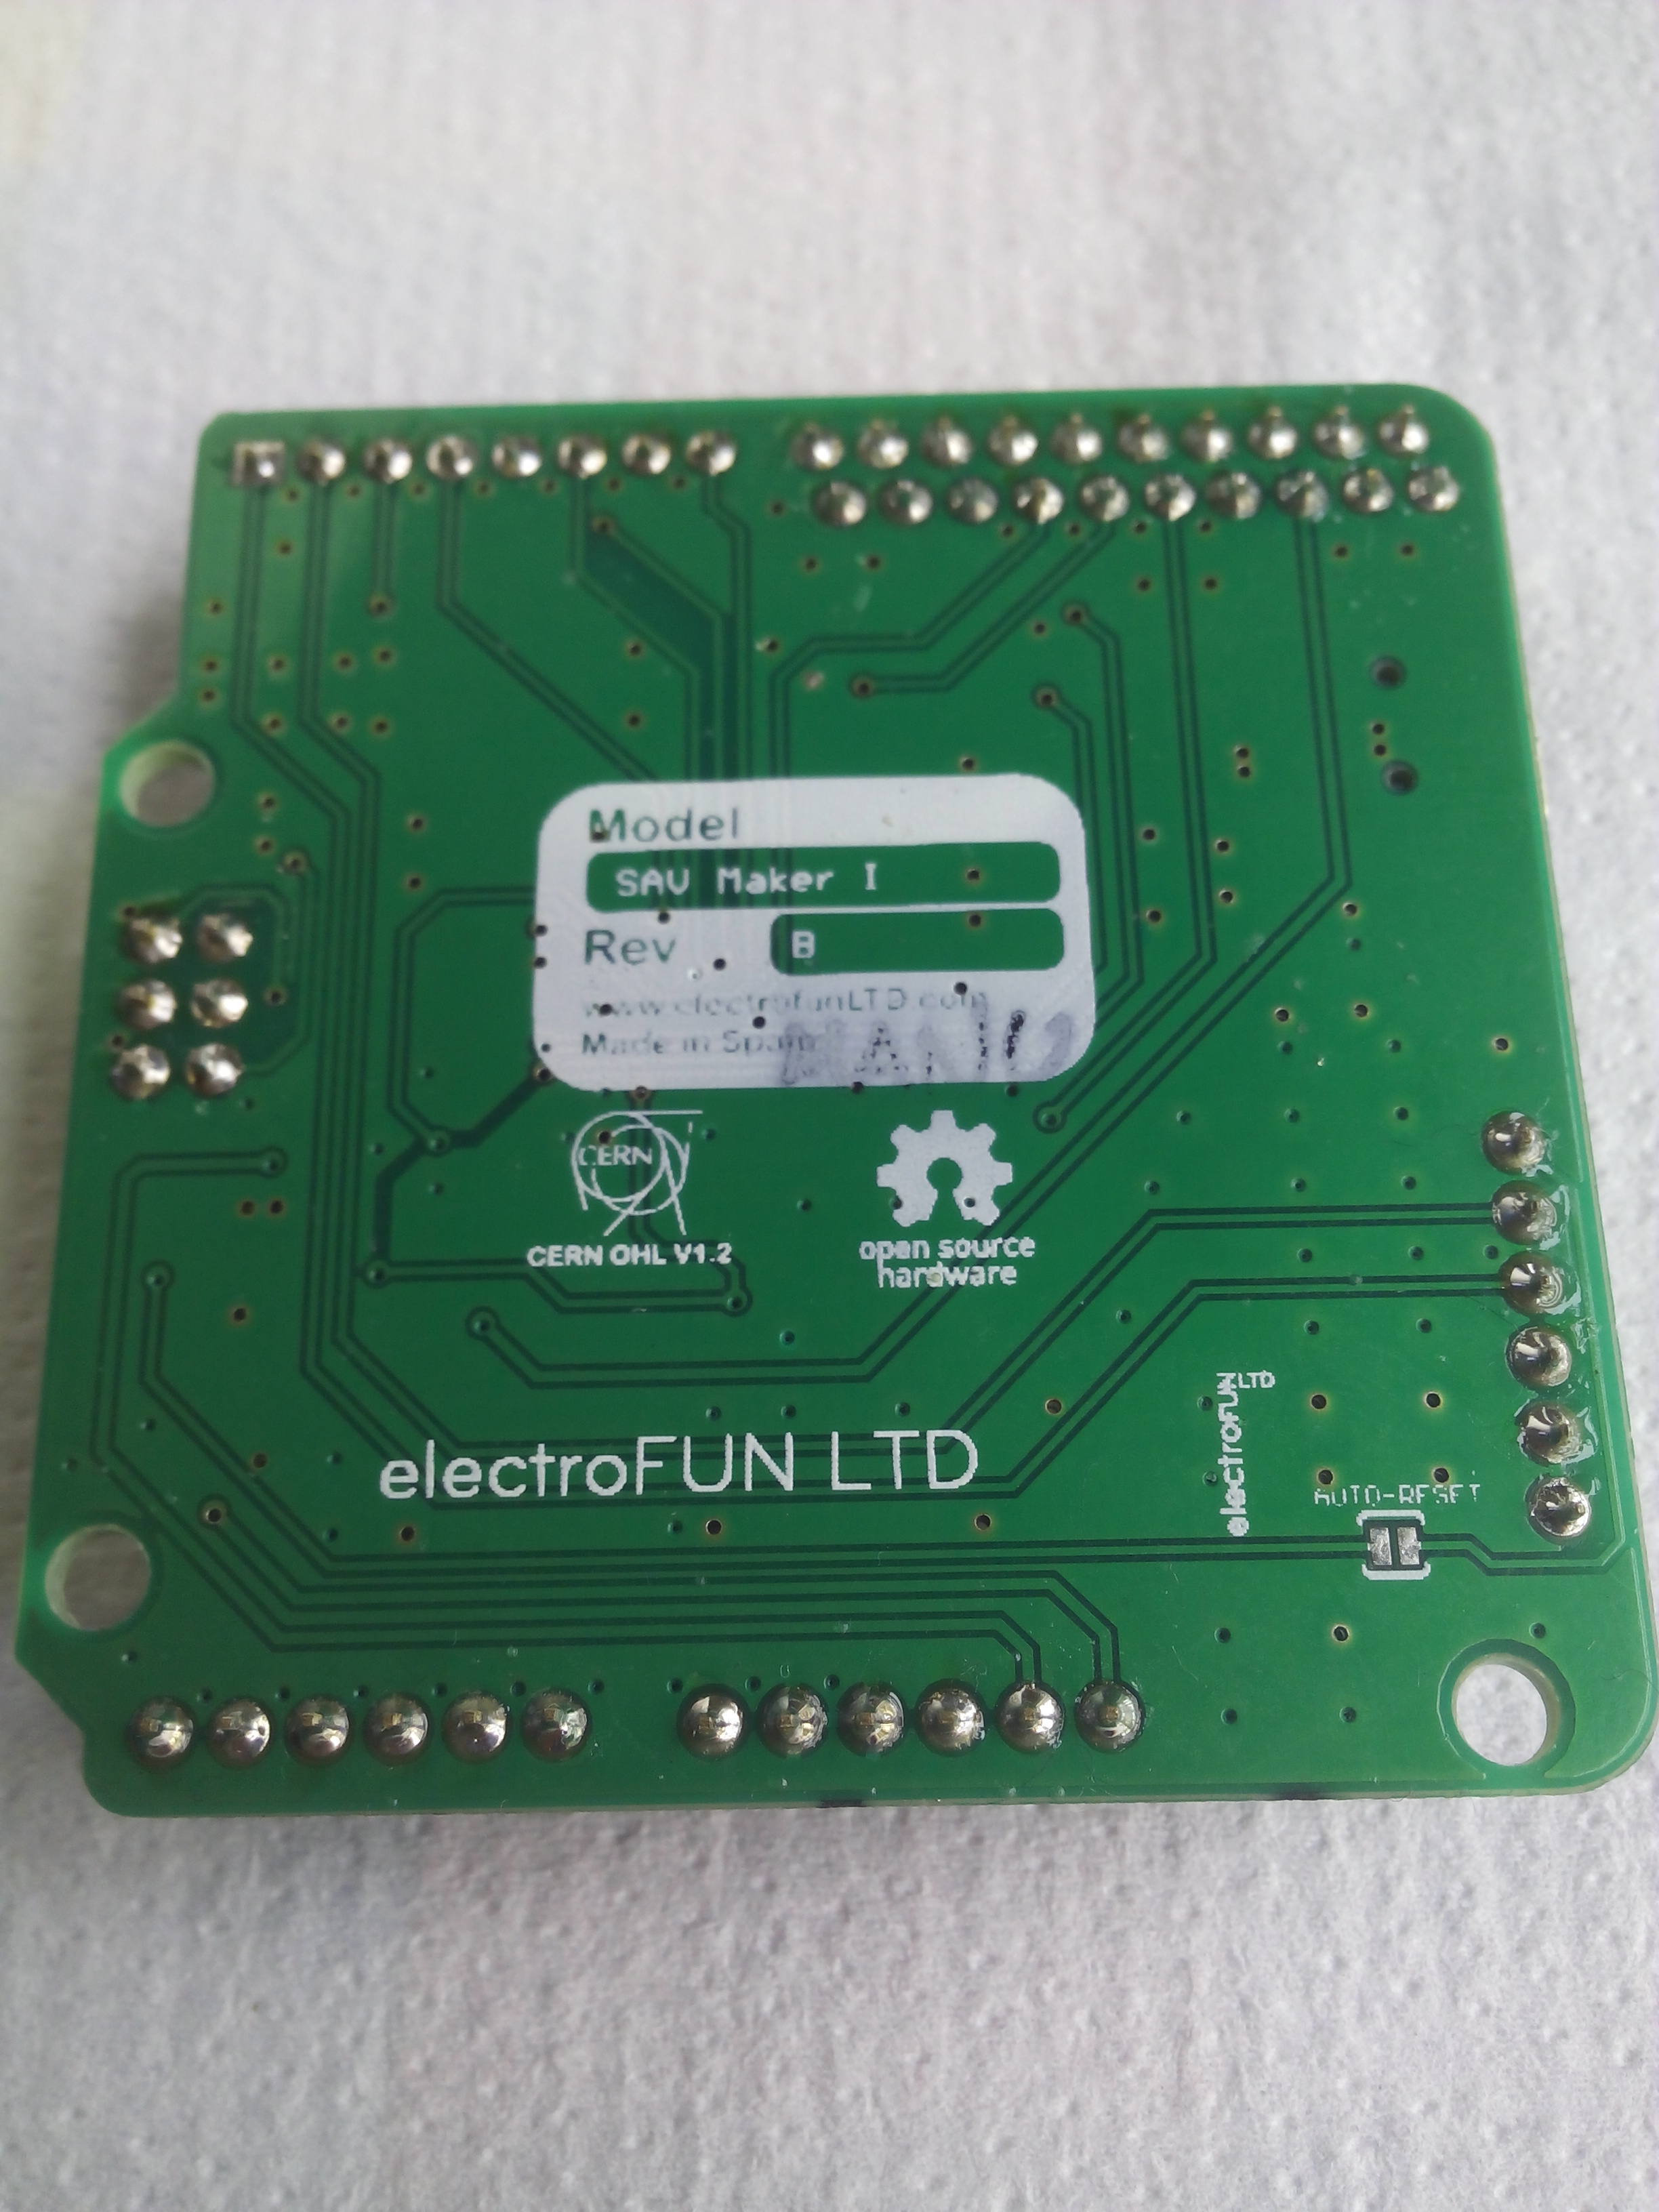 Model
SAV Maker I
Rev B
www.electrofunLTD.com
Made in Spain
CERN
CERN OHL V1.2
open source
hardware
electroFUN LTD
electroFUN LTD
AUTO-RESET